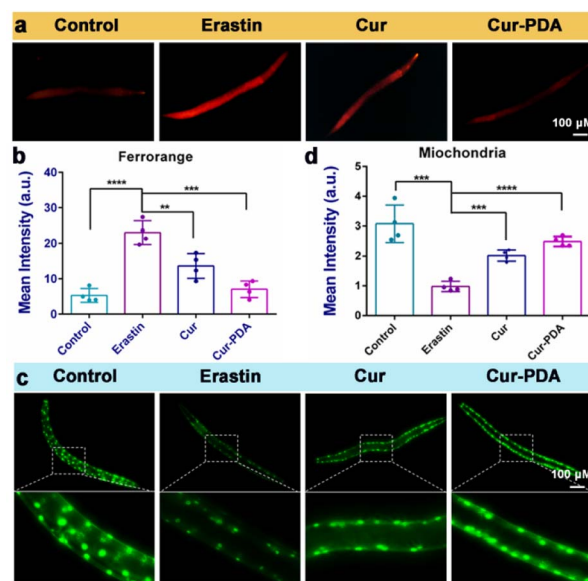 a
Control Erastin Cur Cur-PDA
100 μM
b
Ferrorange
Mean Intensity (a.u.)
40
30
20
10
0
****
***
**
Control Erastin Cur Cur-PDA
d
Miochondria
Mean Intensity (a.u.)
5
4
3
2
1
0
***
****
***
Control Erastin Cur Cur-PDA
c
Control Erastin Cur Cur-PDA
100 μM